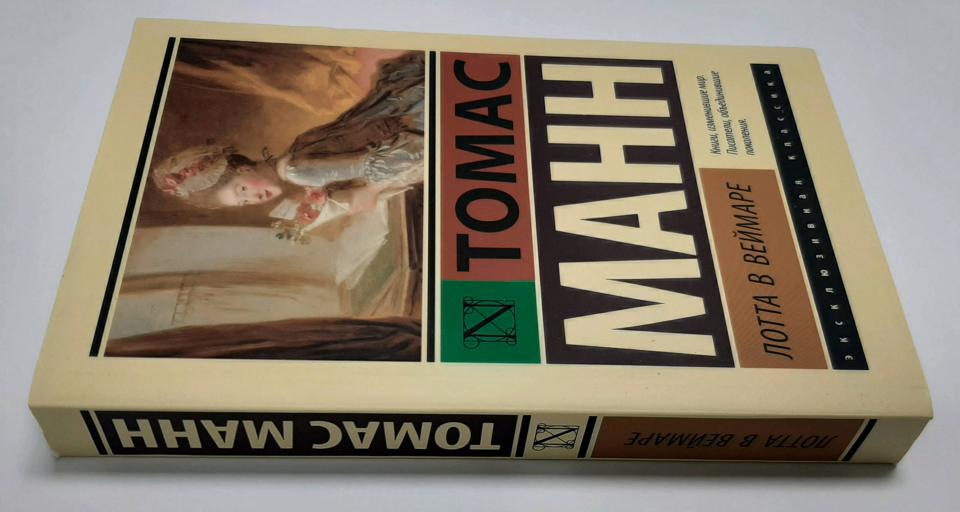 ТОМАС
МАНН
Книги, изменившие мир.
Писатели, объединившие
поколения.
ЛОТТА В ВЕЙМАРЕ
эксклюзивная классика
ТОМАС МАНН
ЛОТТА В ВЕЙМАРЕ